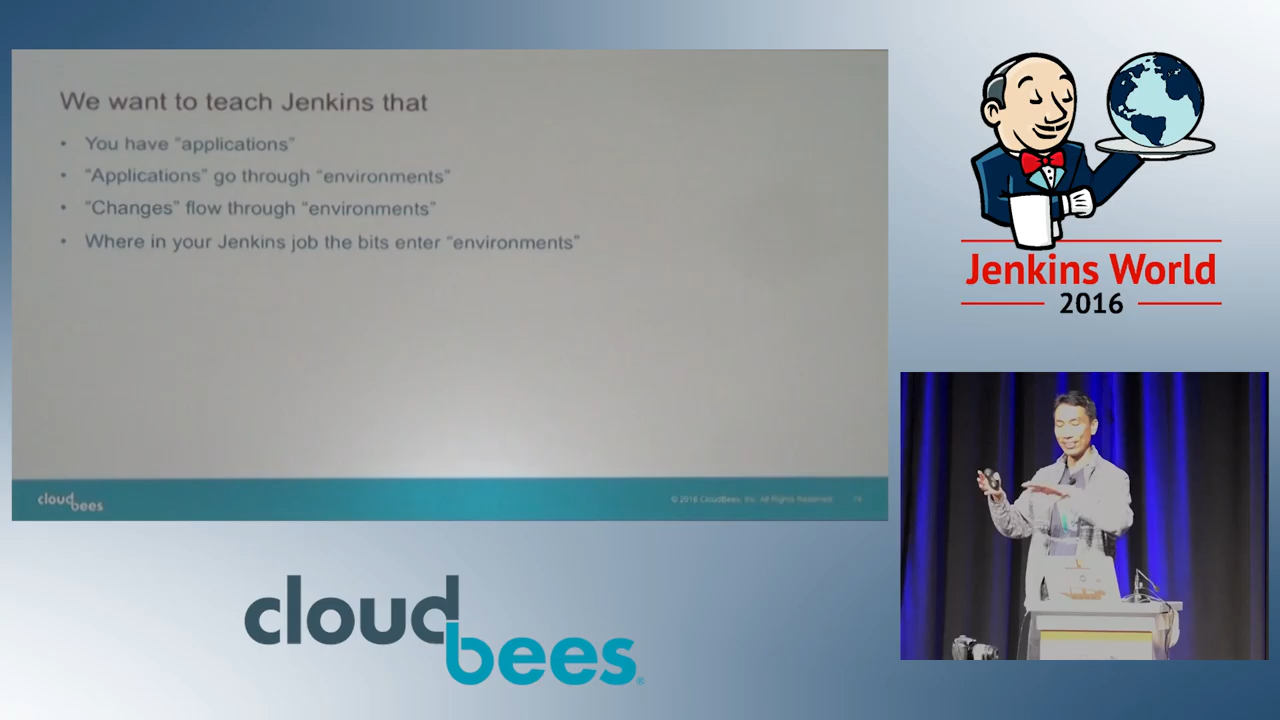 We want to teach Jenkins that
• You have “applications”
• “Applications” go through “environments”
• “Changes” flow through “environments”
• Where in your Jenkins job the bits enter “environments”
cloudbees
© 2016 CloudBees, Inc. All Rights Reserved.
Jenkins World
2016
cloudbees®